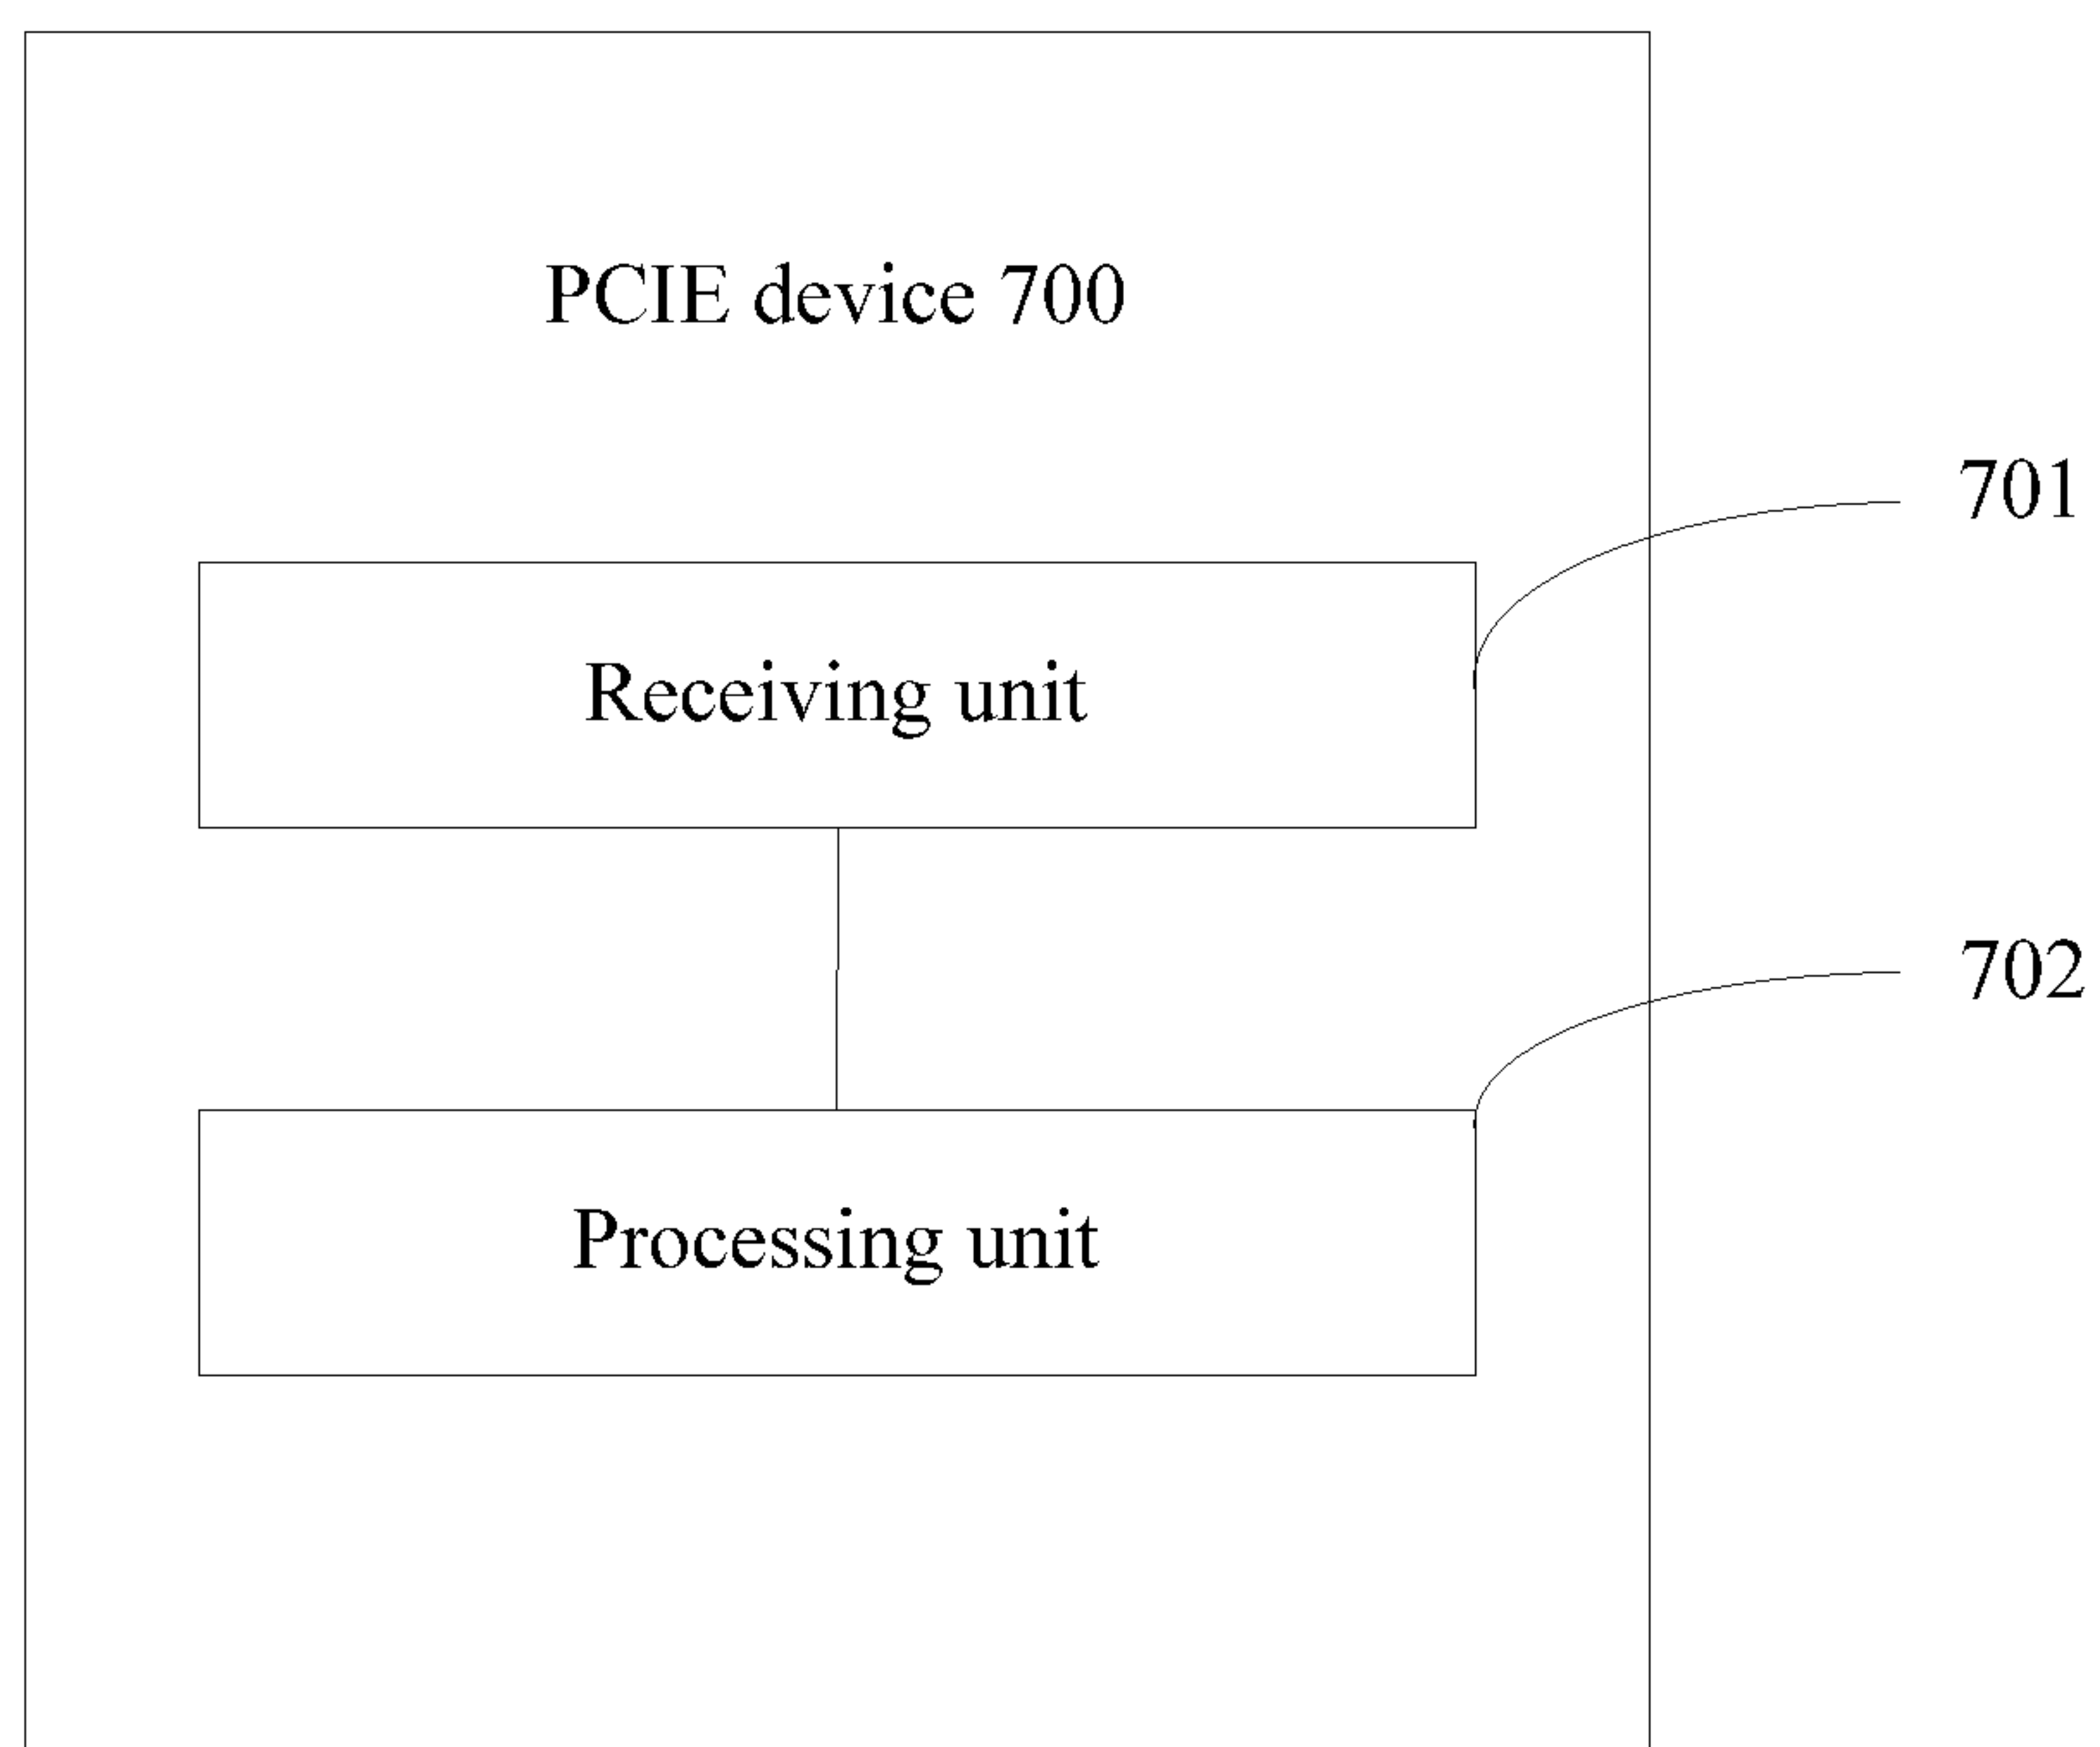 PCIE device 700
701
Receiving unit
702
Processing unit